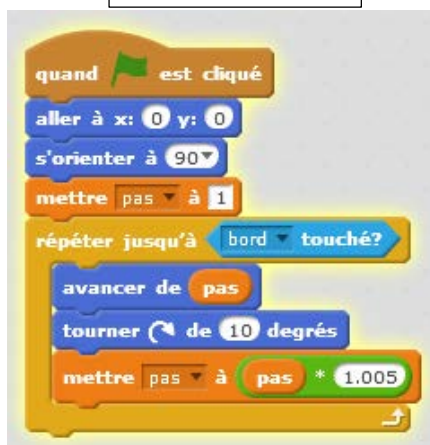 quand est cliqué
aller à x: 0 y: 0
s'orienter à 90
mettre pas à 1
répéter jusqu'à bord touché?
avancer de pas
tourner de 10 degrés
mettre pas à pas * 1.005